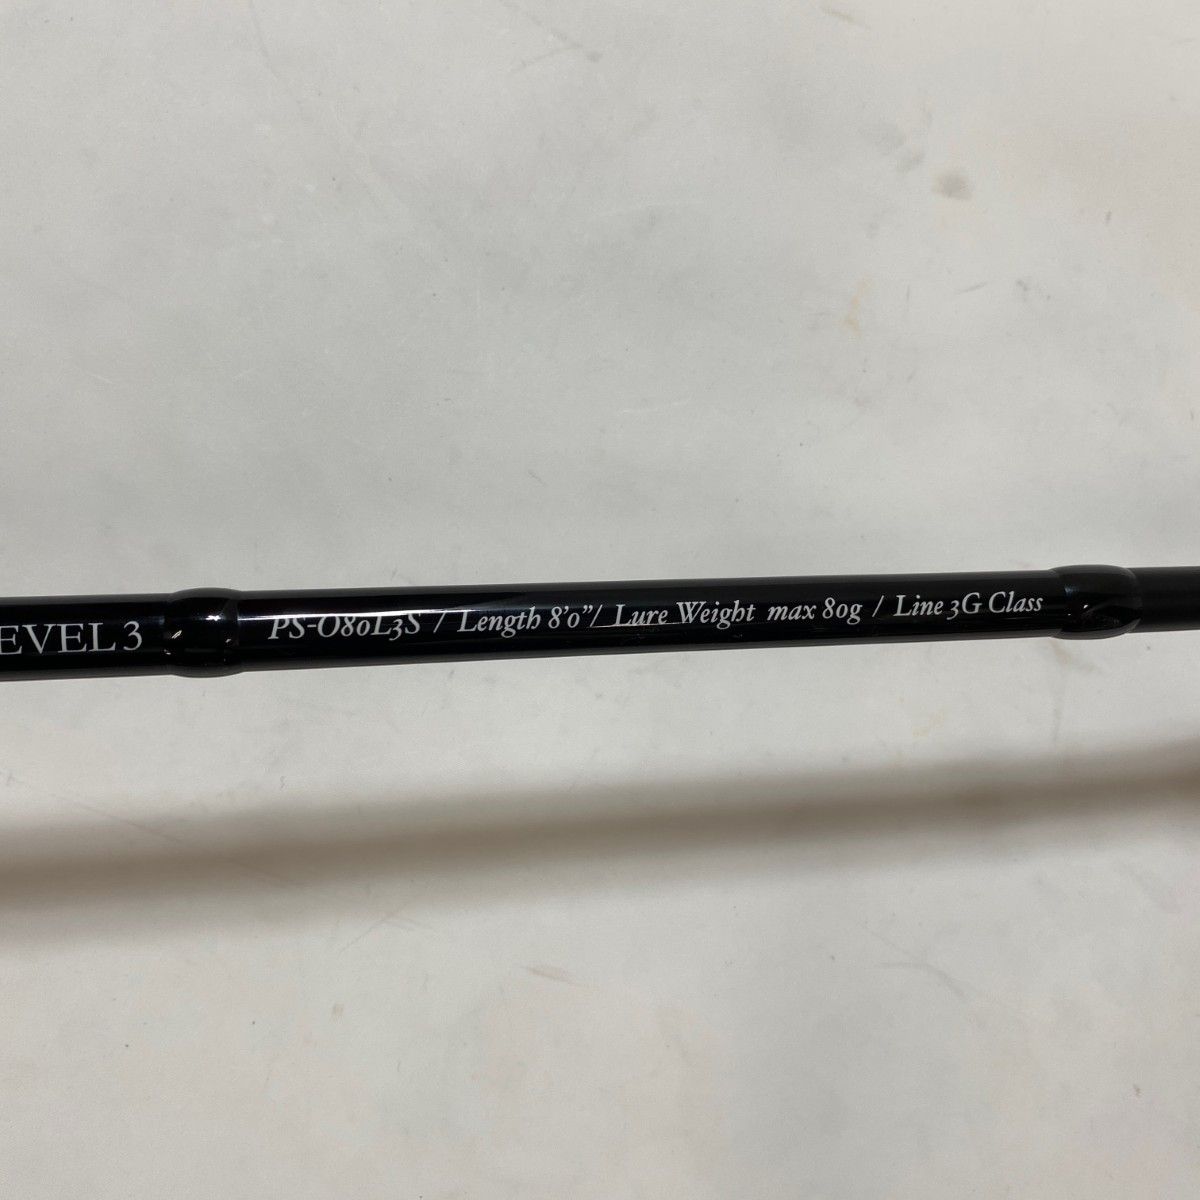 EVEL 3 PS-O80L3S / Length 8'0"/ Lure Weight max 80g / Line 3G Class